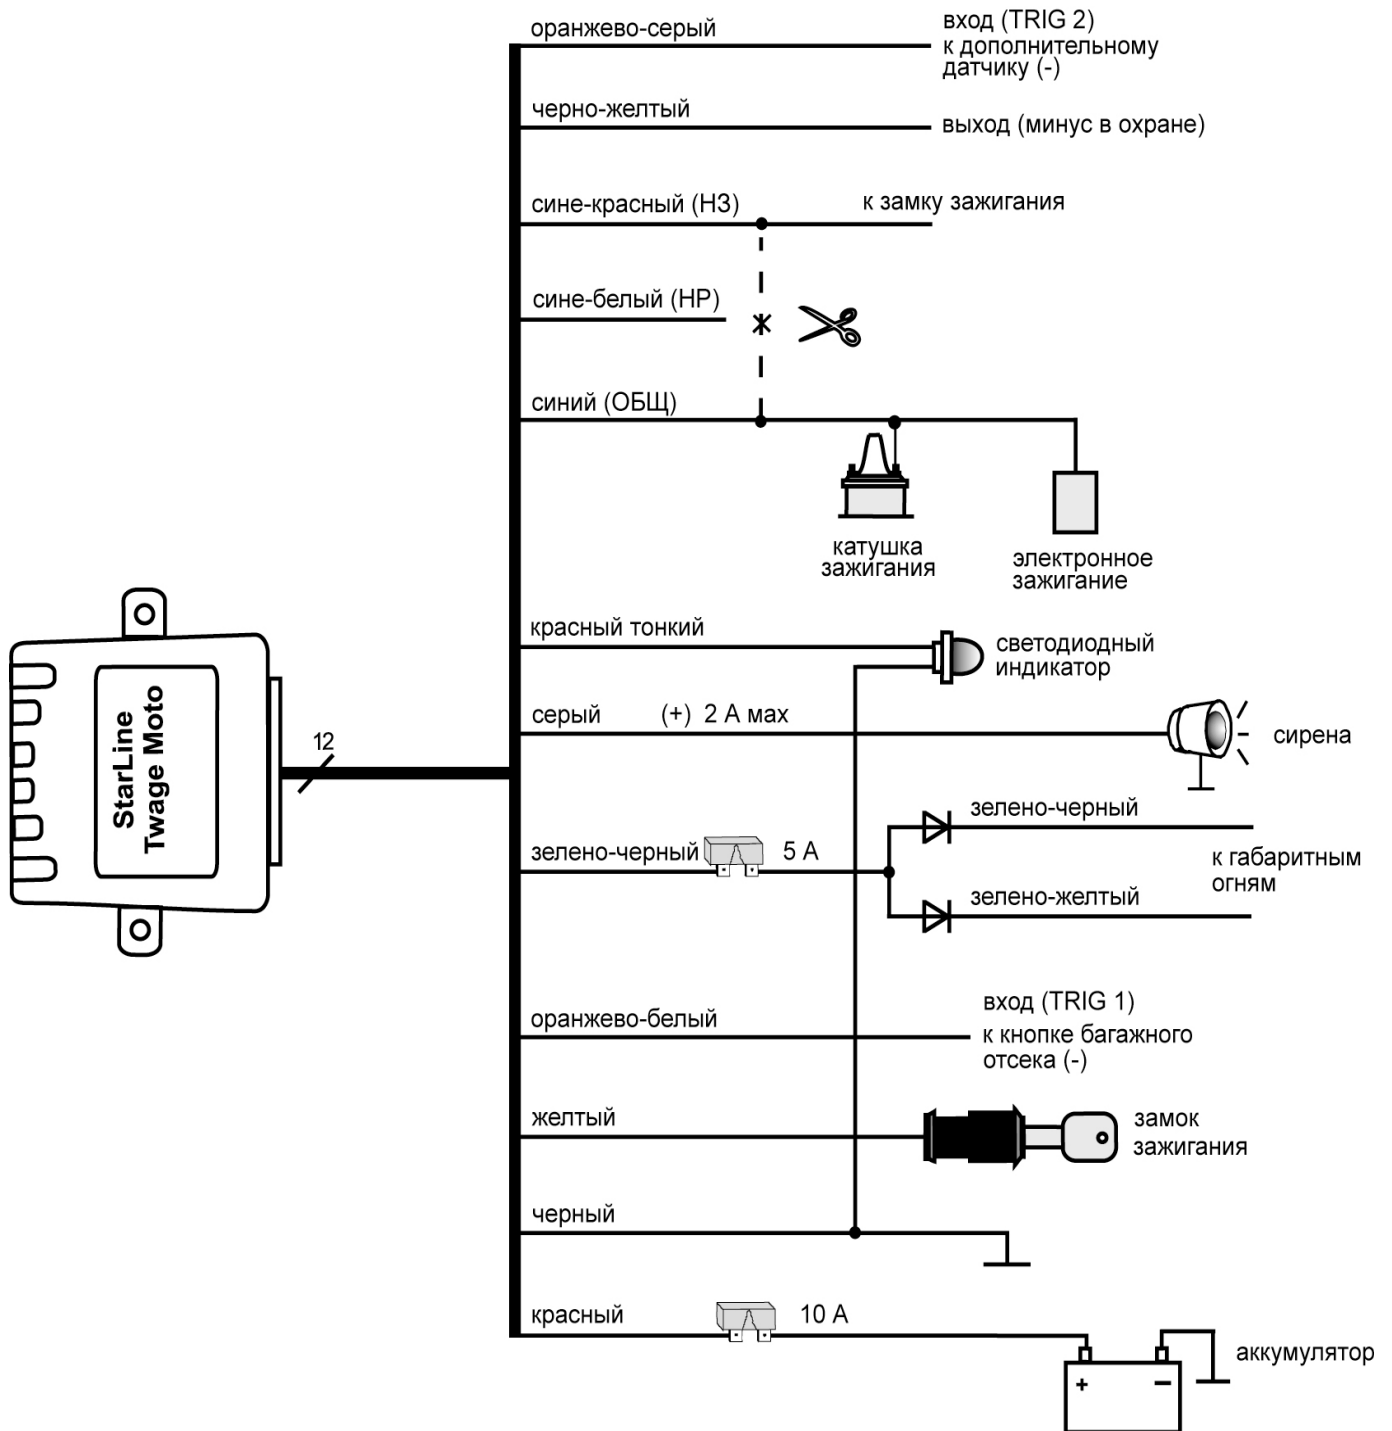 оранжево-серый
вход (TRIG 2)
к дополнительному
датчику (-)
черно-желтый
выход (минус в охране)
сине-красный (НЗ)
к замку зажигания
сине-белый (НР)
синий (ОБЩ)
катушка
зажигания
электронное
зажигание
красный тонкий
светодиодный
индикатор
StarLine
Twage Moto
12
серый
(+) 2 А мах
сирена
зелено-черный
5 А
зелено-черный
к габаритным
огням
зелено-желтый
оранжево-белый
вход (TRIG 1)
к кнопке багажного
отсека (-)
желтый
замок
зажигания
черный
красный
10 А
аккумулятор
+
–